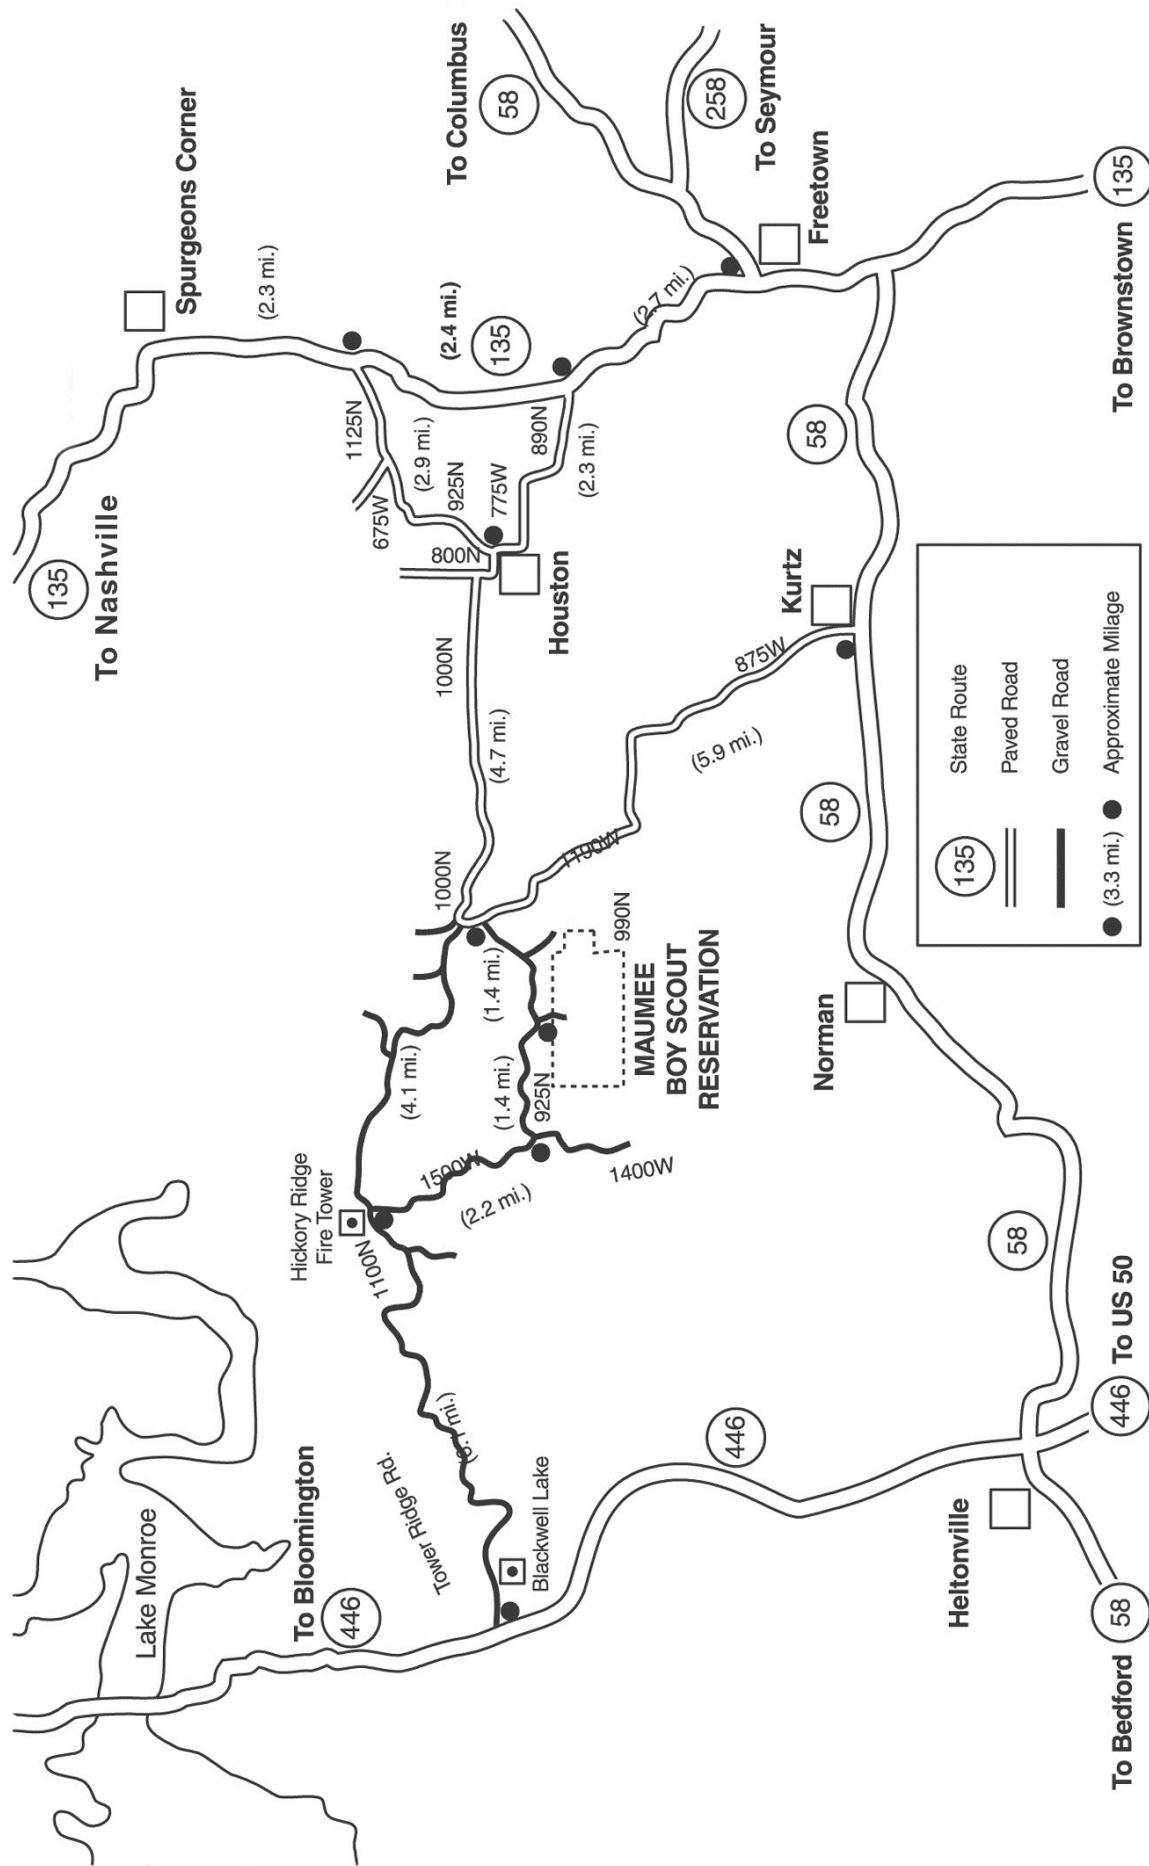 Lake Monroe
To Bloomington
446
Tower Ridge Rd.
Blackwell Lake
Hickory Ridge
Fire Tower
1100N
1500W
(2.2 mi.)
(4.1 mi.)
(1.4 mi.)
925N
1400W
(1.4 mi.)
1000N
990N
MAUMEE
BOY SCOUT
RESERVATION
1190W
(5.9 mi.)
875W
Kurtz
(4.7 mi.)
1000N
Houston
800N
775W
925N
(2.9 mi.)
675W
1125N
890N
(2.3 mi.)
To Nashville
135
Spurgeons Corner
(2.3 mi.)
(2.4 mi.)
135
(2.7 mi.)
To Columbus
58
258
To Seymour
Freetown
135
To Brownstown
58
58
Norman
58
446
Heltonville
446
To US 50
To Bedford
58
135
State Route
Paved Road
Gravel Road
(3.3 mi.)
Approximate Milage